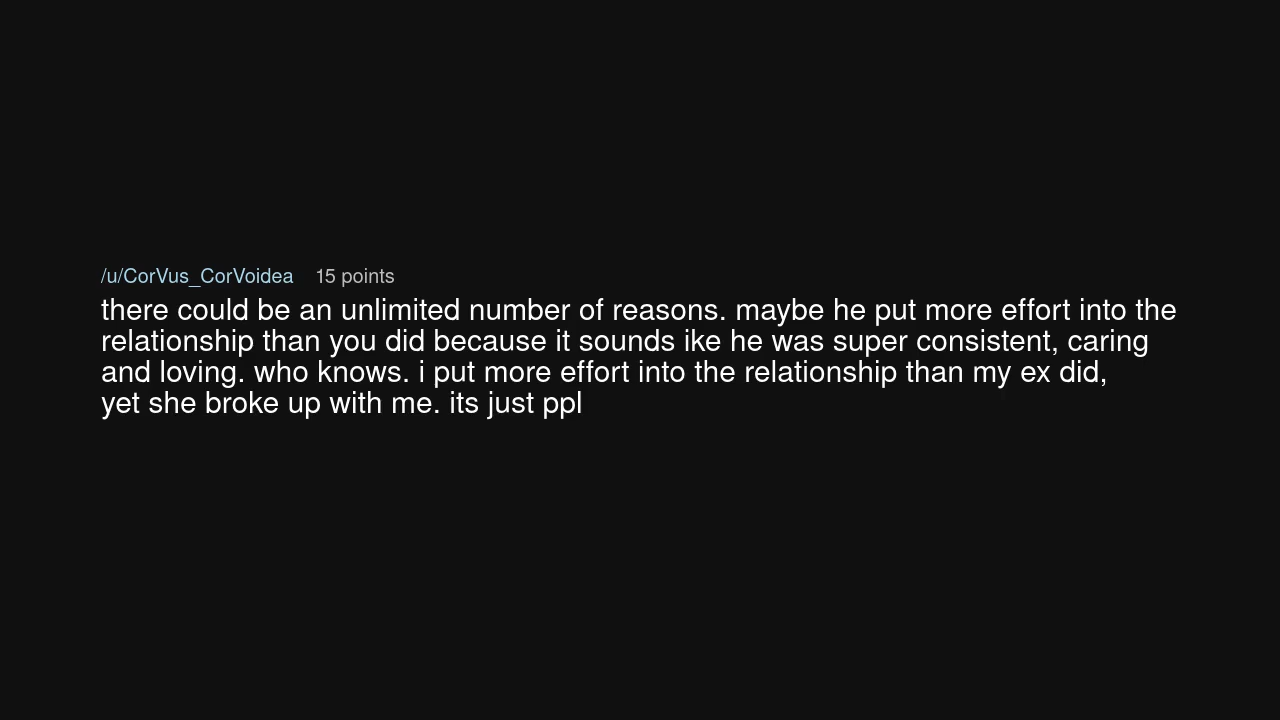 /u/CorVus_CorVoidea 15 points
there could be an unlimited number of reasons. maybe he put more effort into the
relationship than you did because it sounds ike he was super consistent, caring
and loving. who knows. i put more effort into the relationship than my ex did,
yet she broke up with me. its just ppl